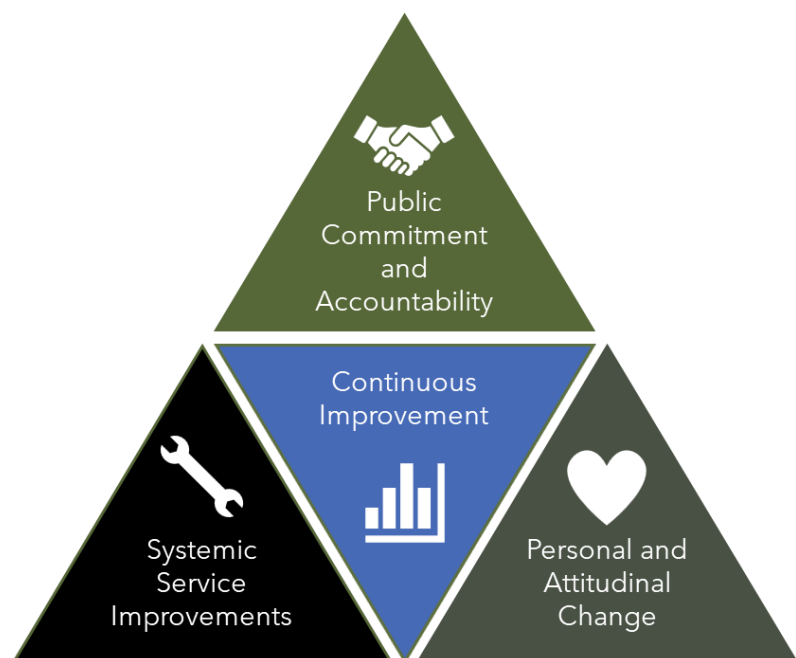 Public
Commitment
and
Accountability
Continuous
Improvement
Systemic
Service
Improvements
Personal and
Attitudinal
Change